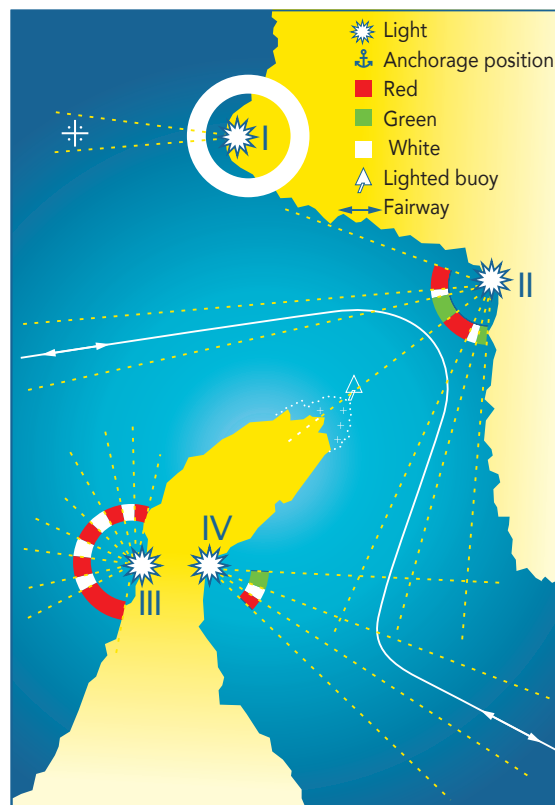 Light
Anchorage position
Red
Green
White
Lighted buoy
Fairway
I
II
IV
III